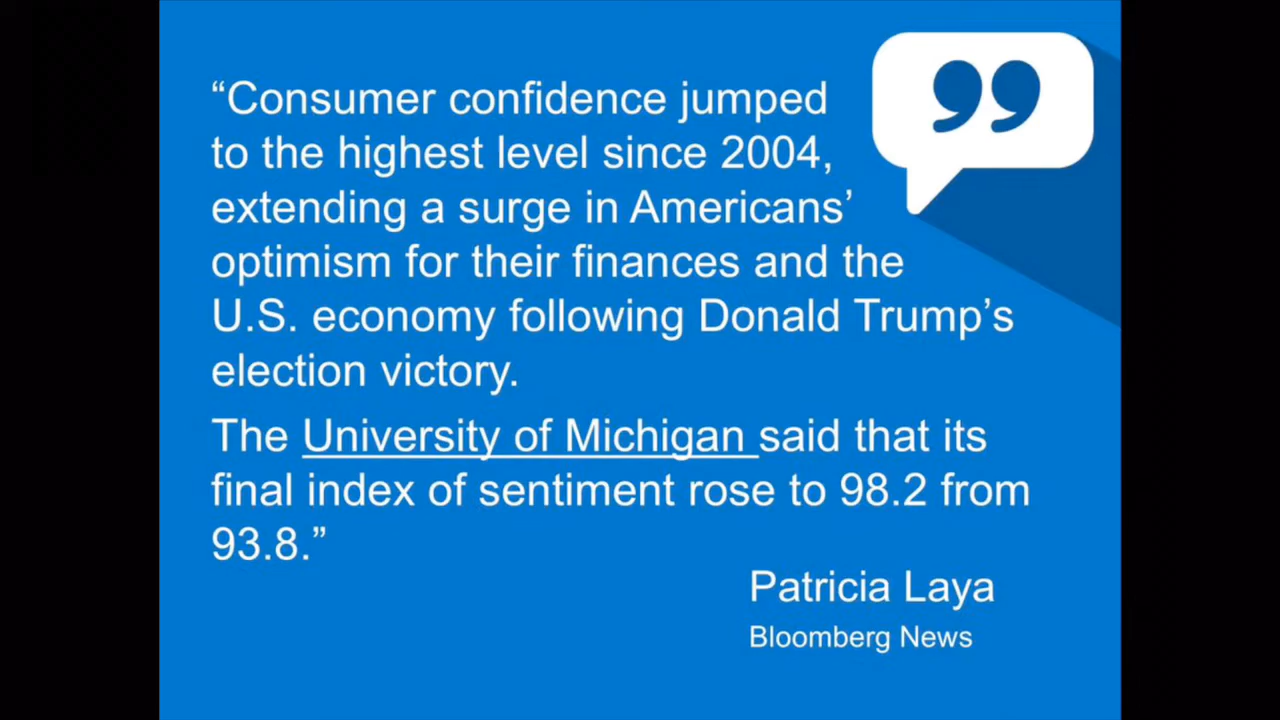 “Consumer confidence jumped
to the highest level since 2004,
extending a surge in Americans’
optimism for their finances and the
U.S. economy following Donald Trump’s
election victory.
The University of Michigan said that its
final index of sentiment rose to 98.2 from
93.8.”
Patricia Laya
Bloomberg News